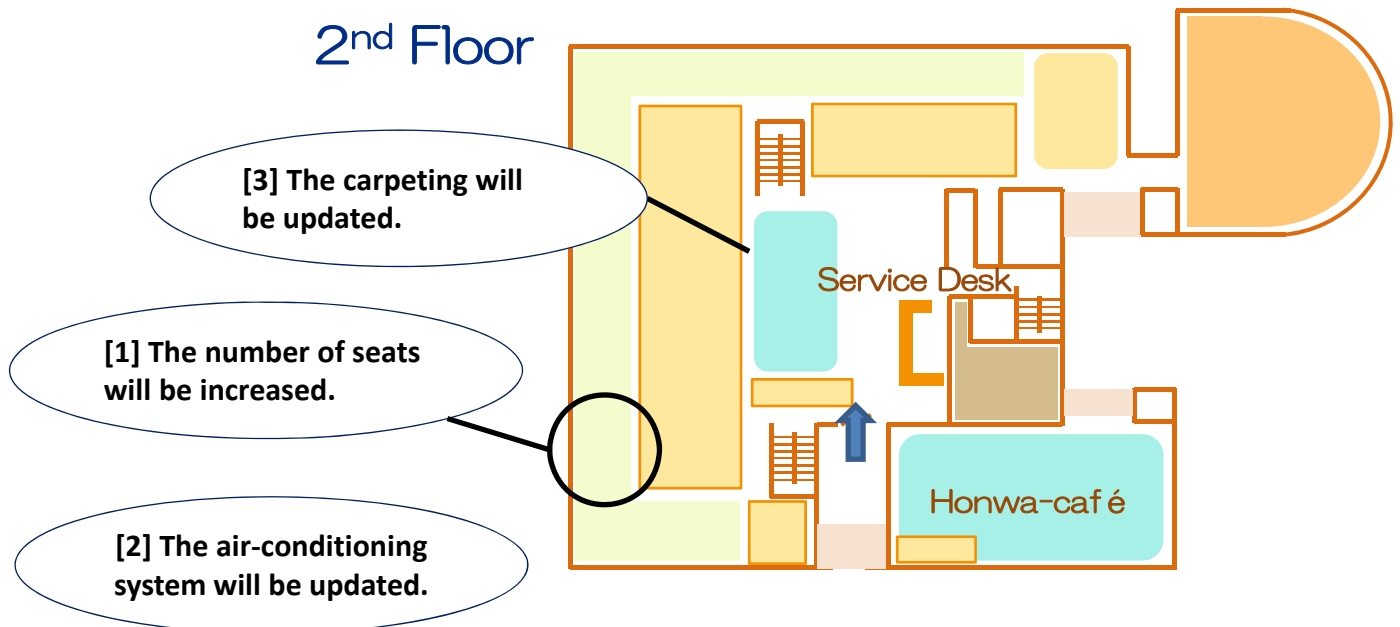 2nd Floor
[3] The carpeting will
be updated.
Service Desk
[1] The number of seats
will be increased.
Honwa-café
[2] The air-conditioning
system will be updated.